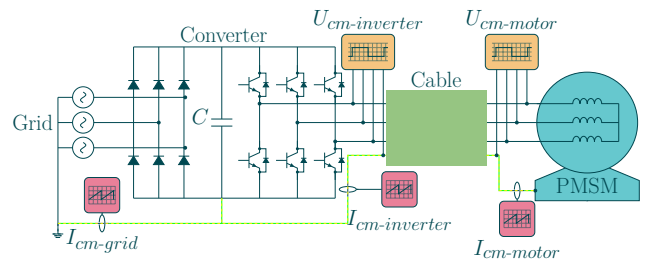 U_cm-inverter U_cm-motor
Converter
Cable
Grid
C
PMSM
I_cm-grid
I_cm-inverter
I_cm-motor